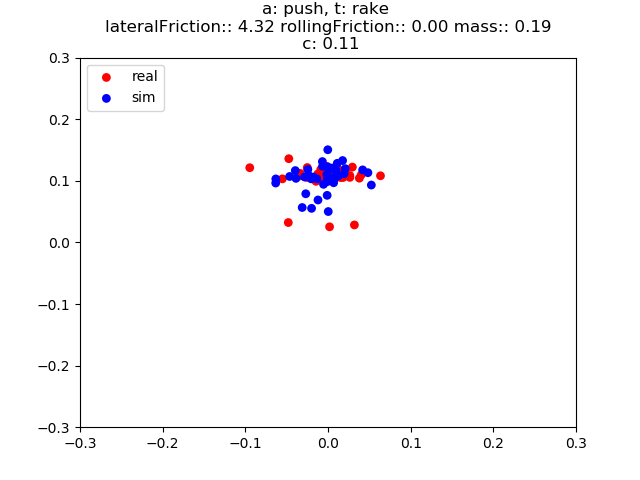 a: push, t: rake
lateralFriction:: 4.32 rollingFriction:: 0.00 mass:: 0.19
c: 0.11
real
sim
0.3
0.2
0.1
0.0
−0.1
−0.2
−0.3
−0.3 −0.2 −0.1 0.0 0.1 0.2 0.3